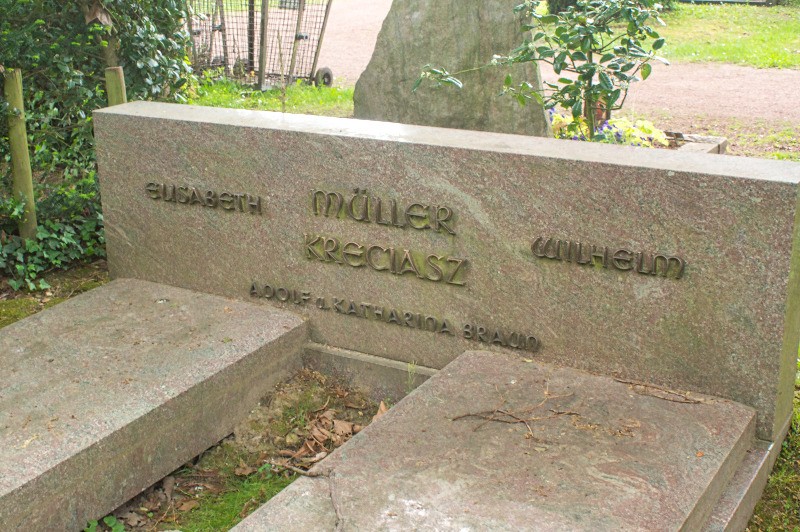 ELISABETH MÜLLER WILHELM
KRECIASZ
ADOLF u. KATHARINA BRAUN